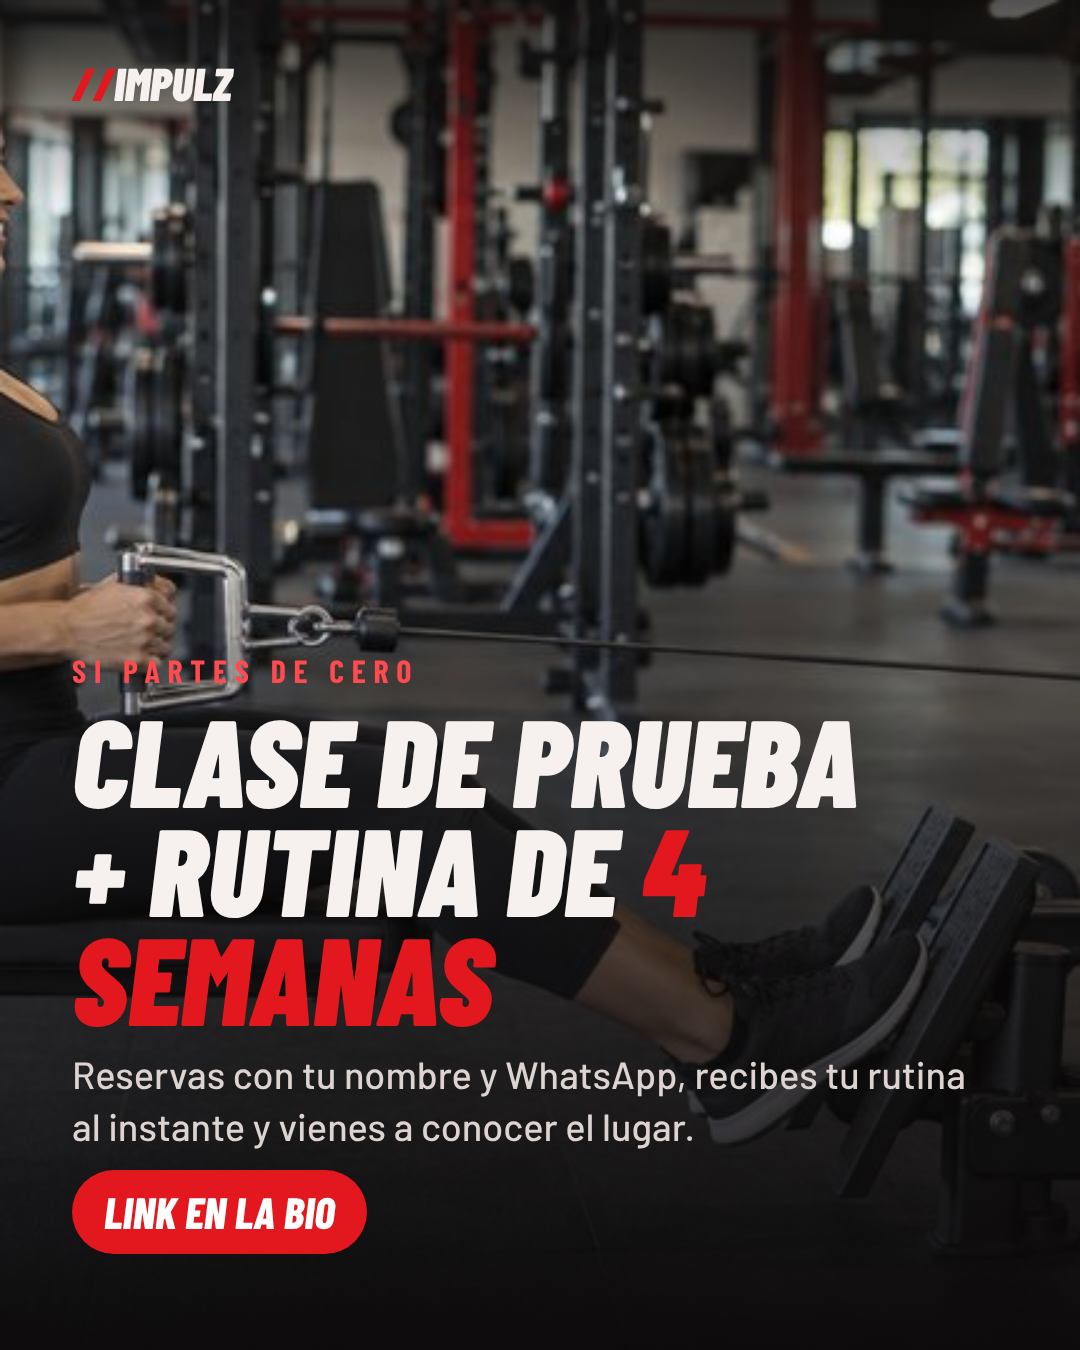 //IMPULZ
SI PARTES DE CERO
CLASE DE PRUEBA
+ RUTINA DE 4
SEMANAS
Reservas con tu nombre y WhatsApp, recibes tu rutina
al instante y vienes a conocer el lugar.
LINK EN LA BIO